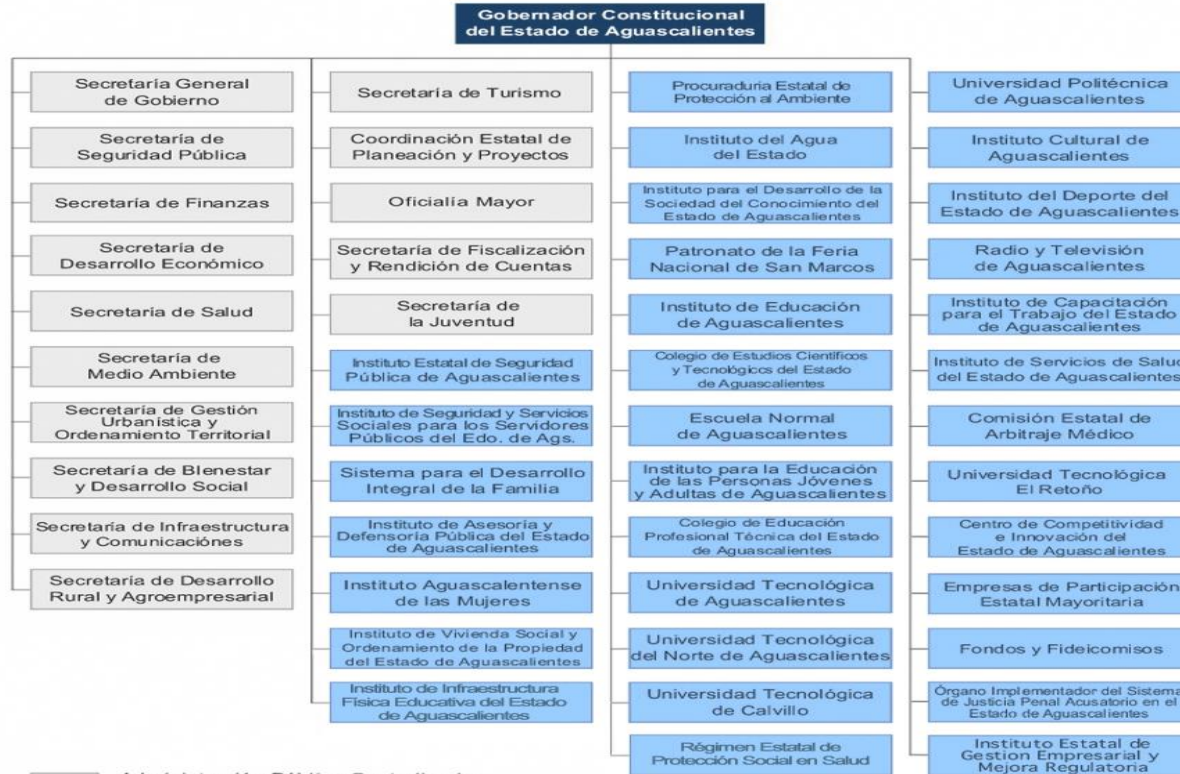 Gobernador Constitucional
del Estado de Aguascalientes
Secretaría General
de Gobierno
Secretaría de
Seguridad Pública
Secretaría de Finanzas
Secretaría de
Desarrollo Económico
Secretaría de Salud
Secretaría de
Medio Ambiente
Secretaría de Gestión
Urbanística y
Ordenamiento Territorial
Secretaría de BIenestar
y Desarrollo Social
Secretaría de Infraestructura
y Comunicaciónes
Secretaría de Desarrollo
Rural y Agroempresarial
Secretaría de Turismo
Coordinación Estatal de
Planeación y Proyectos
Oficialía Mayor
Secretaría de Fiscalización
y Rendición de Cuentas
Secretaría de
la Juventud
Instituto Estatal de Seguridad
Pública de Aguascalientes
Instituto de Seguridad y Servicios
Sociales para los Servidores
Públicos del Edo. de Ags.
Sistema para el Desarrollo
Integral de la Familia
Instituto de Asesoría y
Defensoría Pública del Estado
de Aguascalientes
Instituto Aguascalentense
de las Mujeres
Instituto de Vivienda Social y
Ordenamiento de la Propiedad
del Estado de Aguascalientes
Instituto de Infraestructura
Física Educativa del Estado
de Aguascalientes
Procuraduria Estatal de
Protección al Ambiente
Instituto del Agua
del Estado
Instituto para el Desarrollo de la
Sociedad del Conocimiento del
Estado de Aguascalientes
Patronato de la Feria
Nacional de San Marcos
Instituto de Educación
de Aguascalientes
Colegio de Estudios Científicos
y Tecnológicos del Estado
de Aguascalientes
Escuela Normal
de Aguascalientes
Instituto para la Educación
de las Personas Jóvenes
y Adultas de Aguascalientes
Colegio de Educación
Profesional Técnica del Estado
de Aguascalientes
Universidad Tecnológica
de Aguascalientes
Universidad Tecnológica
del Norte de Aguascalientes
Universidad Tecnológica
de Calvillo
Régimen Estatal de
Protección Social en Salud
Universidad Politécnica
de Aguascalientes
Instituto Cultural de
Aguascalientes
Instituto del Deporte del
Estado de Aguascalientes
Radio y Televisión
de Aguascalientes
Instituto de Capacitación
para el Trabajo del Estado
de Aguascalientes
Instituto de Servicios de Salud
del Estado de Aguascalientes
Comisión Estatal de
Arbitraje Médico
Universidad Tecnológica
El Retoño
Centro de Competitividad
e Innovación del
Estado de Aguascalientes
Empresas de Participación
Estatal Mayoritaria
Fondos y Fideicomisos
Órgano Implementador del Sistema
de Justicia Penal Acusatorio en el
Estado de Aguascalientes
Instituto Estatal de
Gestion Empresarial y
Mejora Regulatoria